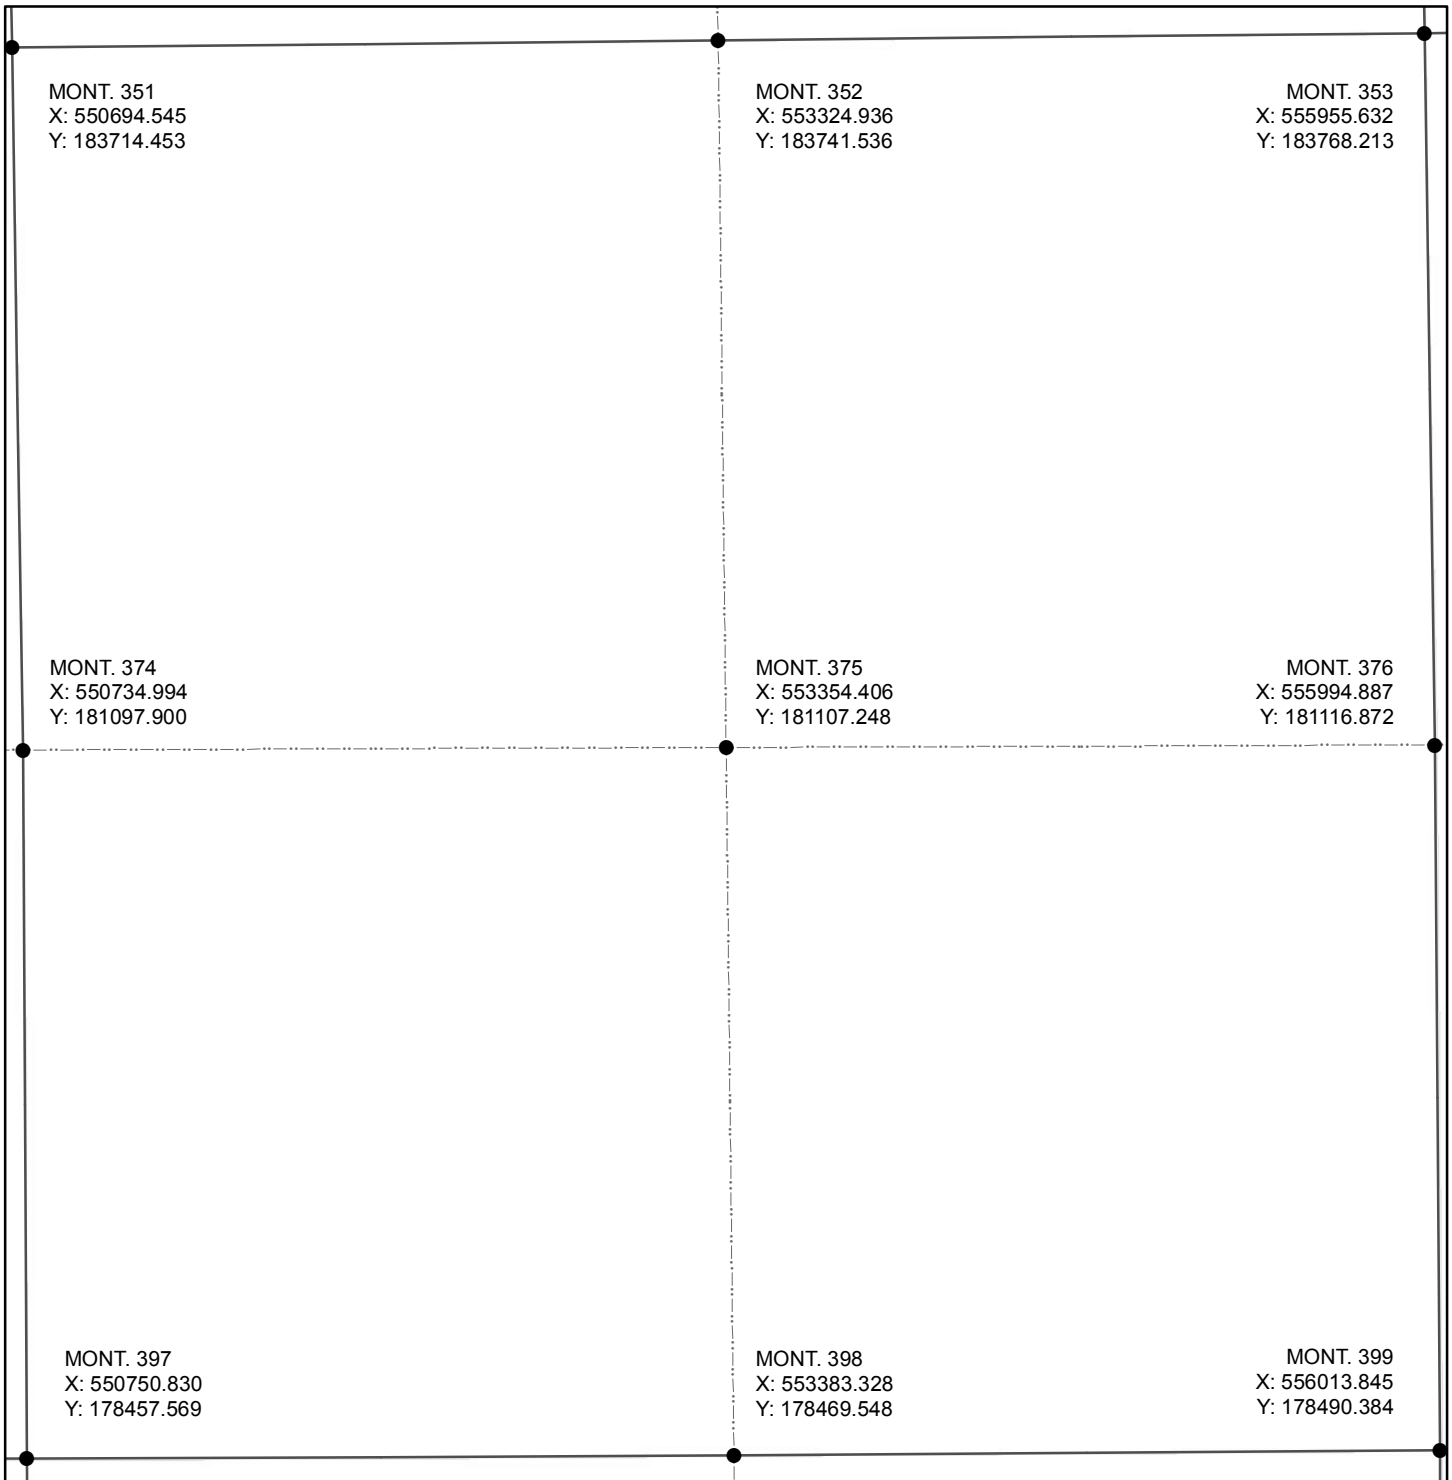 MONT. 351
X: 550694.545
Y: 183714.453
MONT. 352
X: 553324.936
Y: 183741.536
MONT. 353
X: 555955.632
Y: 183768.213
MONT. 374
X: 550734.994
Y: 181097.900
MONT. 375
X: 553354.406
Y: 181107.248
MONT. 376
X: 555994.887
Y: 181116.872
MONT. 397
X: 550750.830
Y: 178457.569
MONT. 398
X: 553383.328
Y: 178469.548
MONT. 399
X: 556013.845
Y: 178490.384